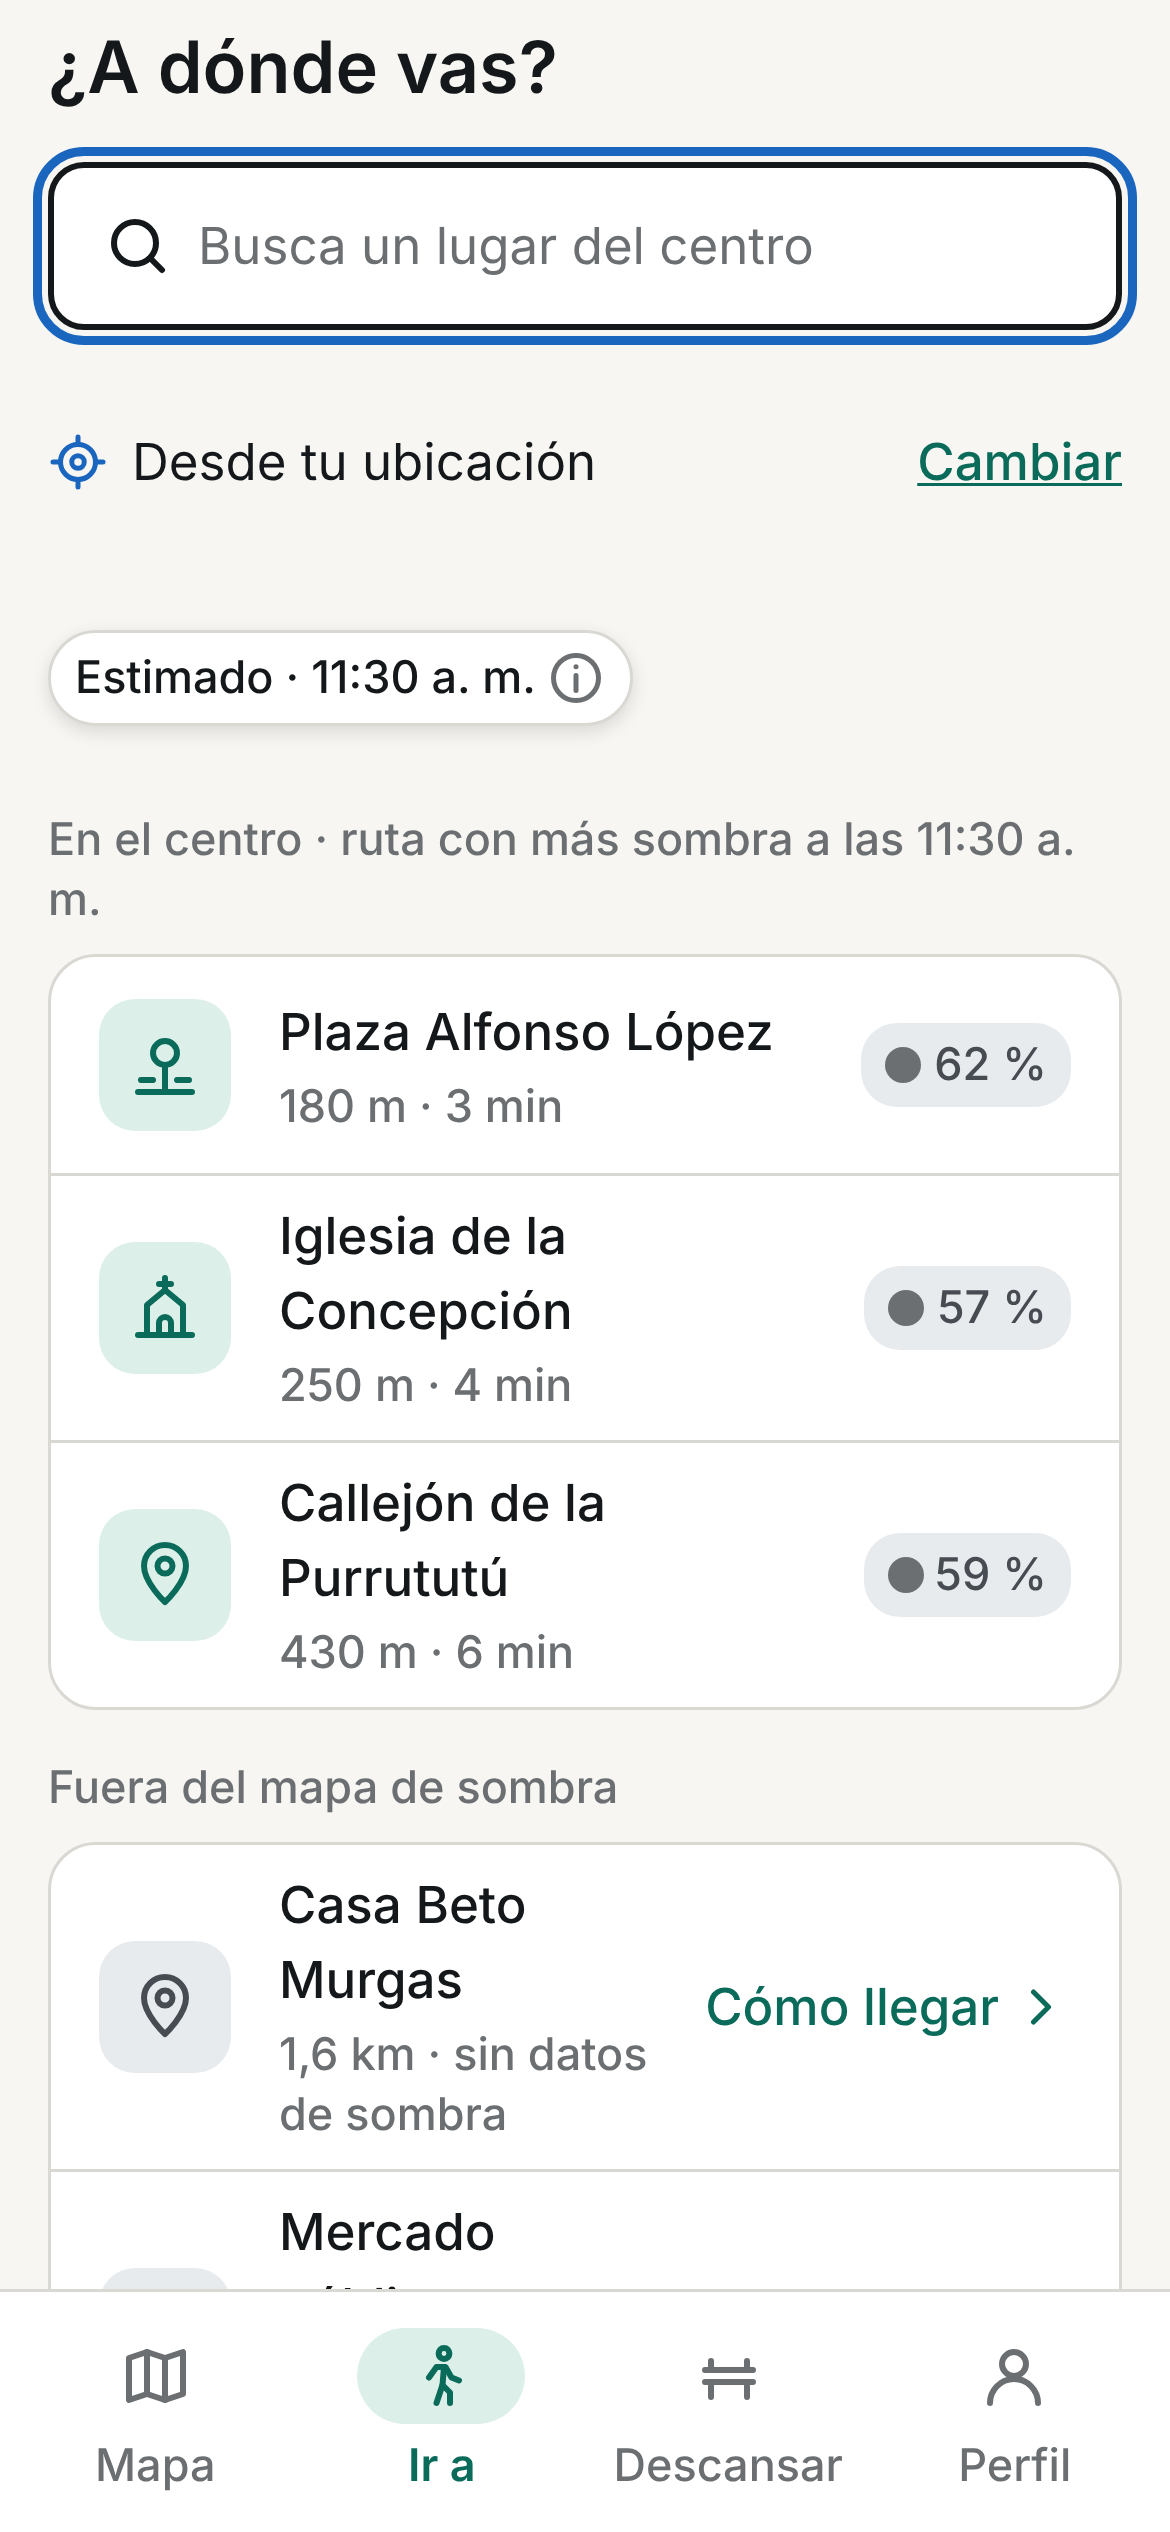 ¿A dónde vas?
Busca un lugar del centro
Desde tu ubicación
Cambiar
Estimado · 11:30 a. m.
En el centro · ruta con más sombra a las 11:30 a.
m.
Plaza Alfonso López
180 m · 3 min
62 %
Iglesia de la
Concepción
250 m · 4 min
57 %
Callejón de la
Purrututú
430 m · 6 min
59 %
Fuera del mapa de sombra
Casa Beto
Murgas
1,6 km · sin datos
de sombra
Cómo llegar
Mercado
Mapa
Ir a
Descansar
Perfil